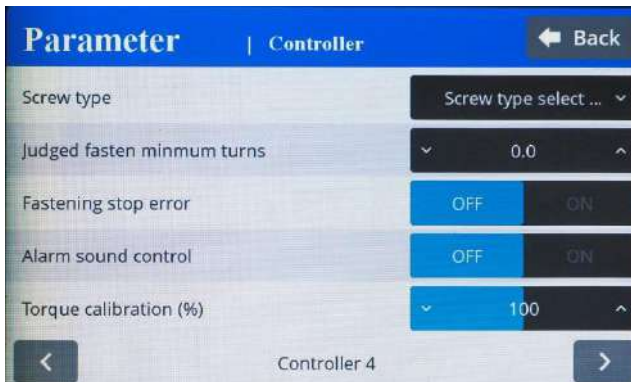 Parameter | Controller Back
Screw type Screw type select ...
Judged fasten minmum turns 0.0
Fastening stop error OFF ON
Alarm sound control OFF ON
Torque calibration (%) 100
Controller 4